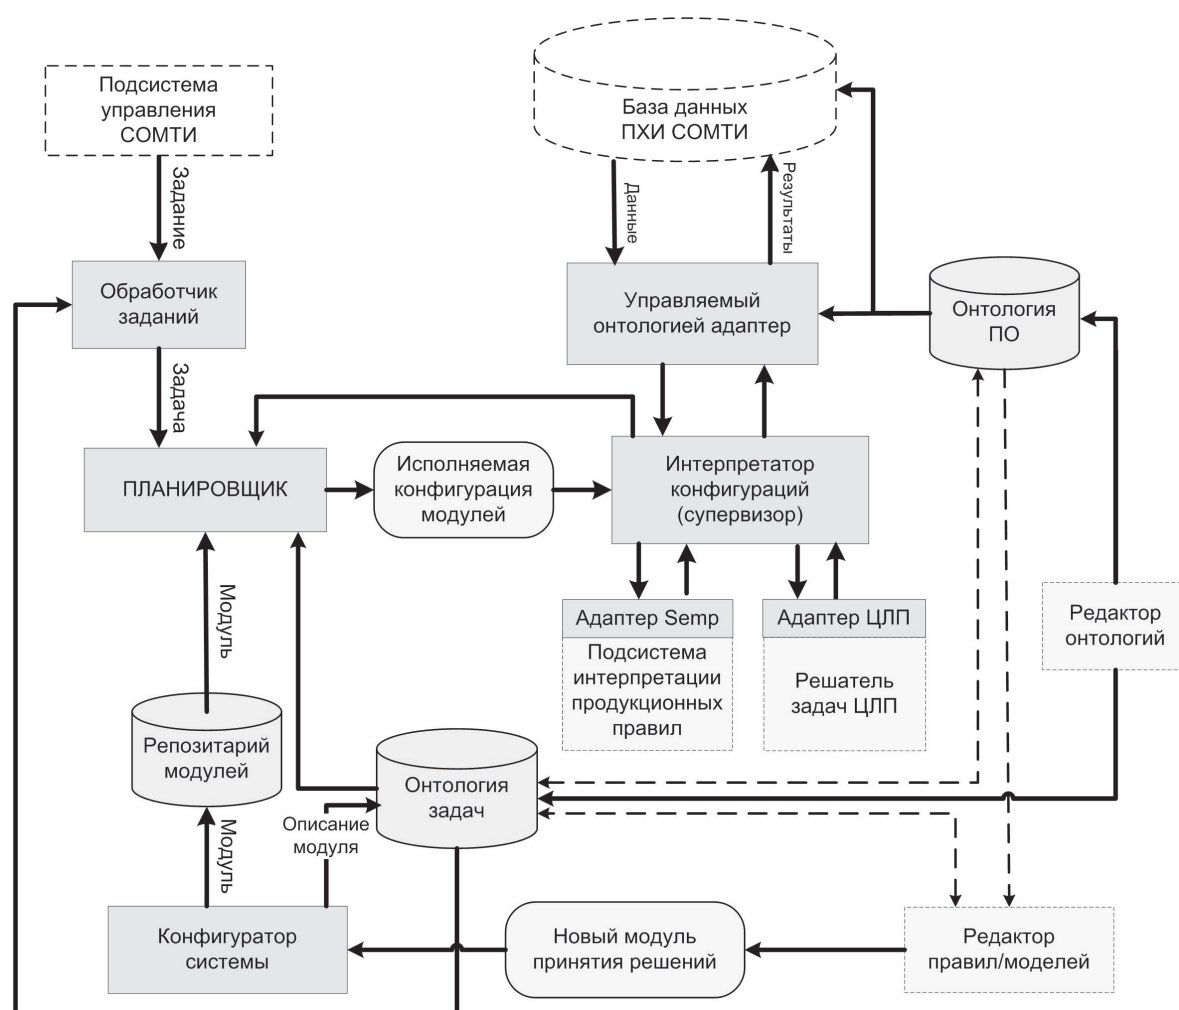 Подсистема
управления
СОМТИ
База данных
ПХИ СОМТИ
Задание
Данные
Результаты
Обработчик
заданий
Управляемый
онтологией адаптер
Онтология
ПО
Задача
ПЛАНИРОВЩИК
Исполняемая
конфигурация
модулей
Интерпретатор
конфигураций
(супервизор)
Модуль
Адаптер Semp
Подсистема
интерпретации
продукционных
правил
Адаптер ЦЛП
Решатель
задач ЦЛП
Редактор
онтологий
Репозитарий
модулей
Онтология
задач
Модуль
Описание
модуля
Конфигуратор
системы
Новый модуль
принятия решений
Редактор
правил/моделей